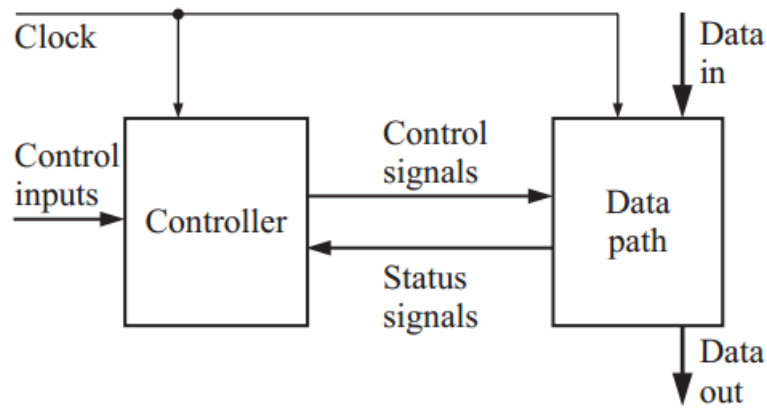 Clock
Data
in
Control
inputs
Controller
Control
signals
Data
path
Status
signals
Data
out